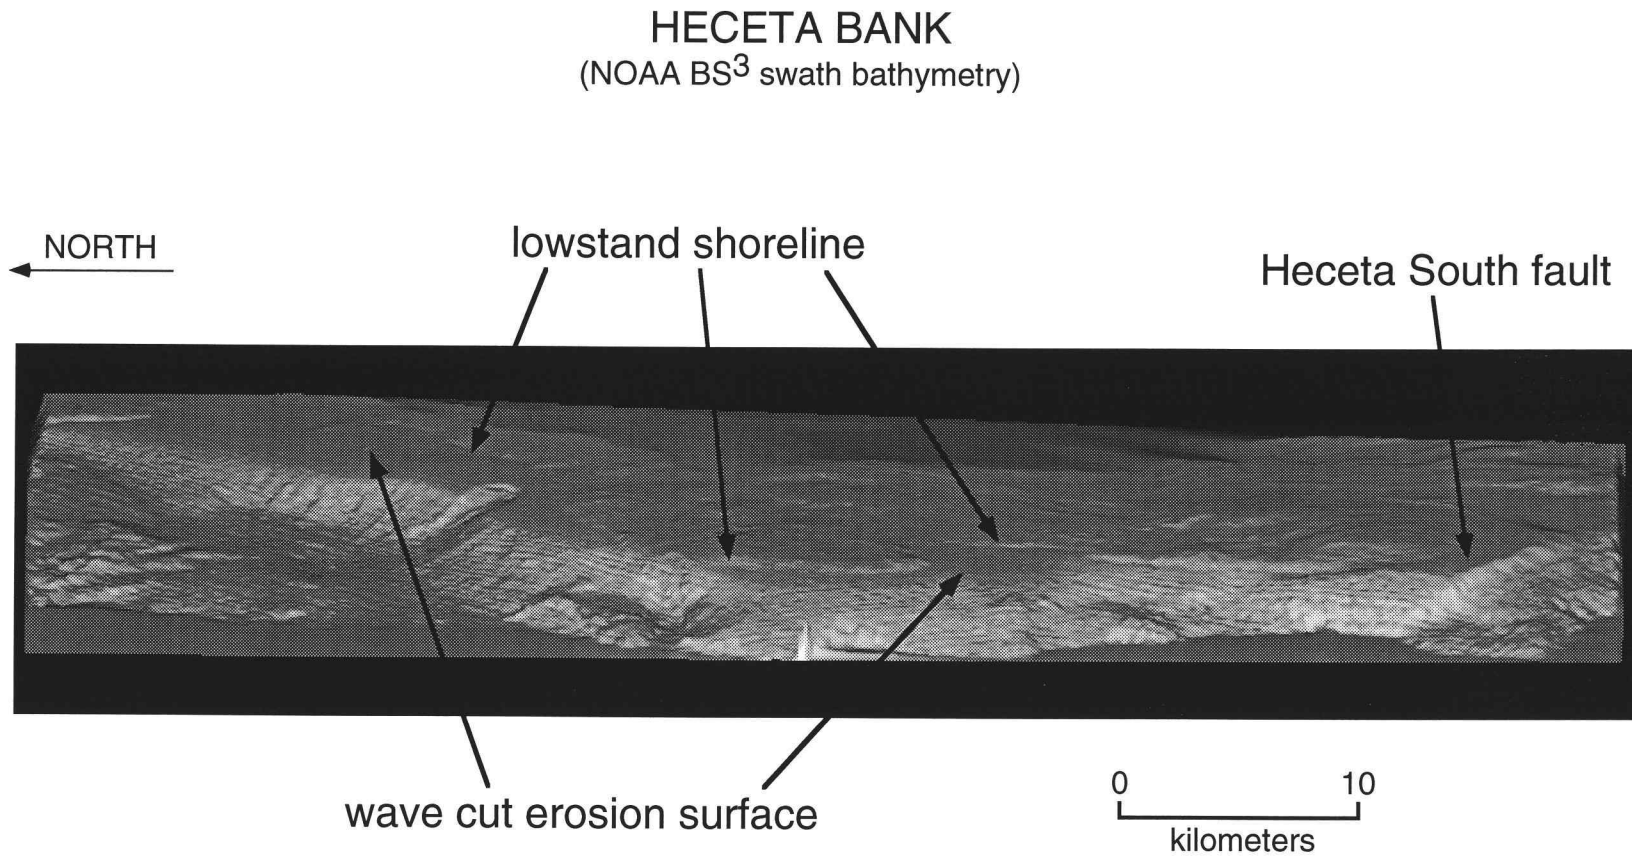 HECETA BANK
(NOAA BS3 swath bathymetry)
NORTH
lowstand shoreline
Heceta South fault
wave cut erosion surface
0 10
kilometers